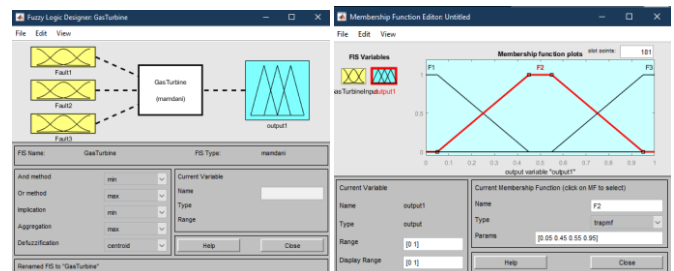 Fuzzy Logic Designer: GasTurbine
File Edit View
Fault1
Fault2
Fault3
GasTurbine
(mamdani)
output1
FIS Name: GasTurbine FIS Type: mamdani
And method min
Or method max
Implication min
Aggregation max
Defuzzification centroid
Current Variable
Name
Type
Range
Help Close
Renamed FIS to "GasTurbine"
Membership Function Editor: Untitled
File Edit View
FIS Variables
asTurbineInput output1
Membership function plots plot points: 181
F1 F2 F3
1
0.5
0
0 0.1 0.2 0.3 0.4 0.5 0.6 0.7 0.8 0.9 1
output variable "output1"
Current Variable
Name output1
Type output
Range [0 1]
Display Range [0 1]
Current Membership Function (click on MF to select)
Name F2
Type trapmf
Params [0.05 0.45 0.55 0.95]
Help Close